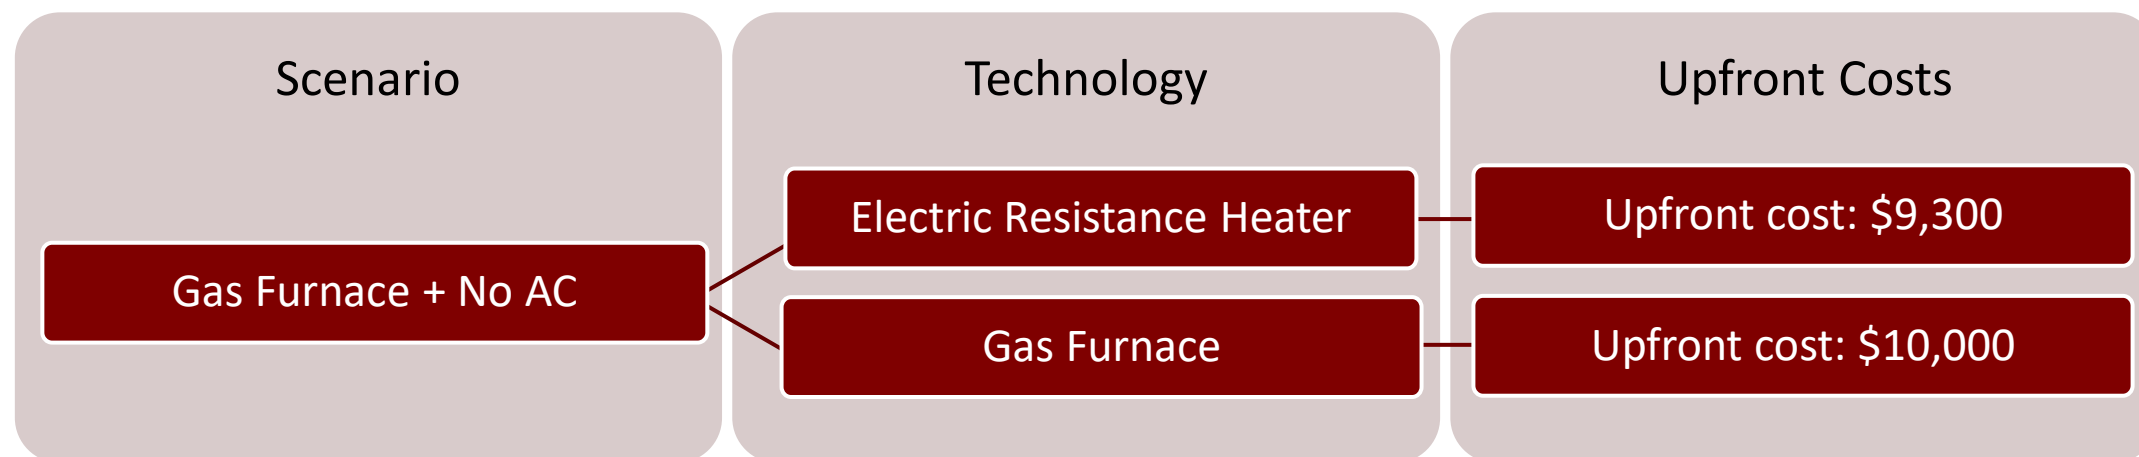 Scenario
Technology
Upfront Costs
Gas Furnace + No AC
Electric Resistance Heater
Upfront cost: $9,300
Gas Furnace
Upfront cost: $10,000